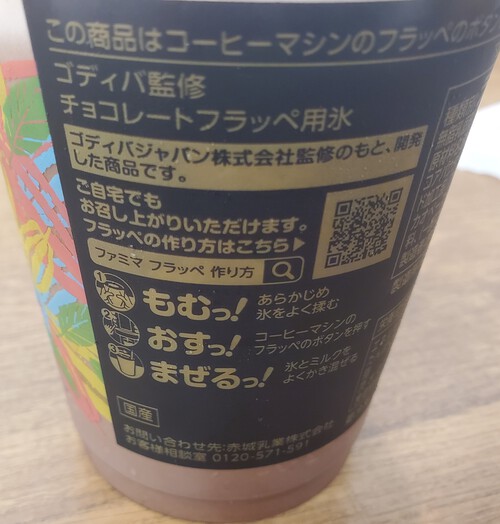 この商品はコーヒーマシンのフラッペのボタ
ゴディバ監修
チョコレートフラッペ用氷
ゴディバジャパン株式会社監修のもと、開発
した商品です。
ご自宅でも
お召し上がりいただけます。
フラッペの作り方はこちら▶
ファミマ フラッペ 作り方
1 もむっ! あらかじめ
氷をよく揉む
2 おすっ! コーヒーマシンの
フラッペのボタンを押す
3 まぜるっ! 氷とミルクを
よくかき混ぜる
国産
お問い合わせ先:赤城乳業株式会社
お客様相談室 0120-571-591